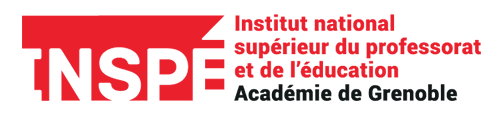 INSPÉ
Institut national
supérieur du professorat
et de l'éducation
Académie de Grenoble